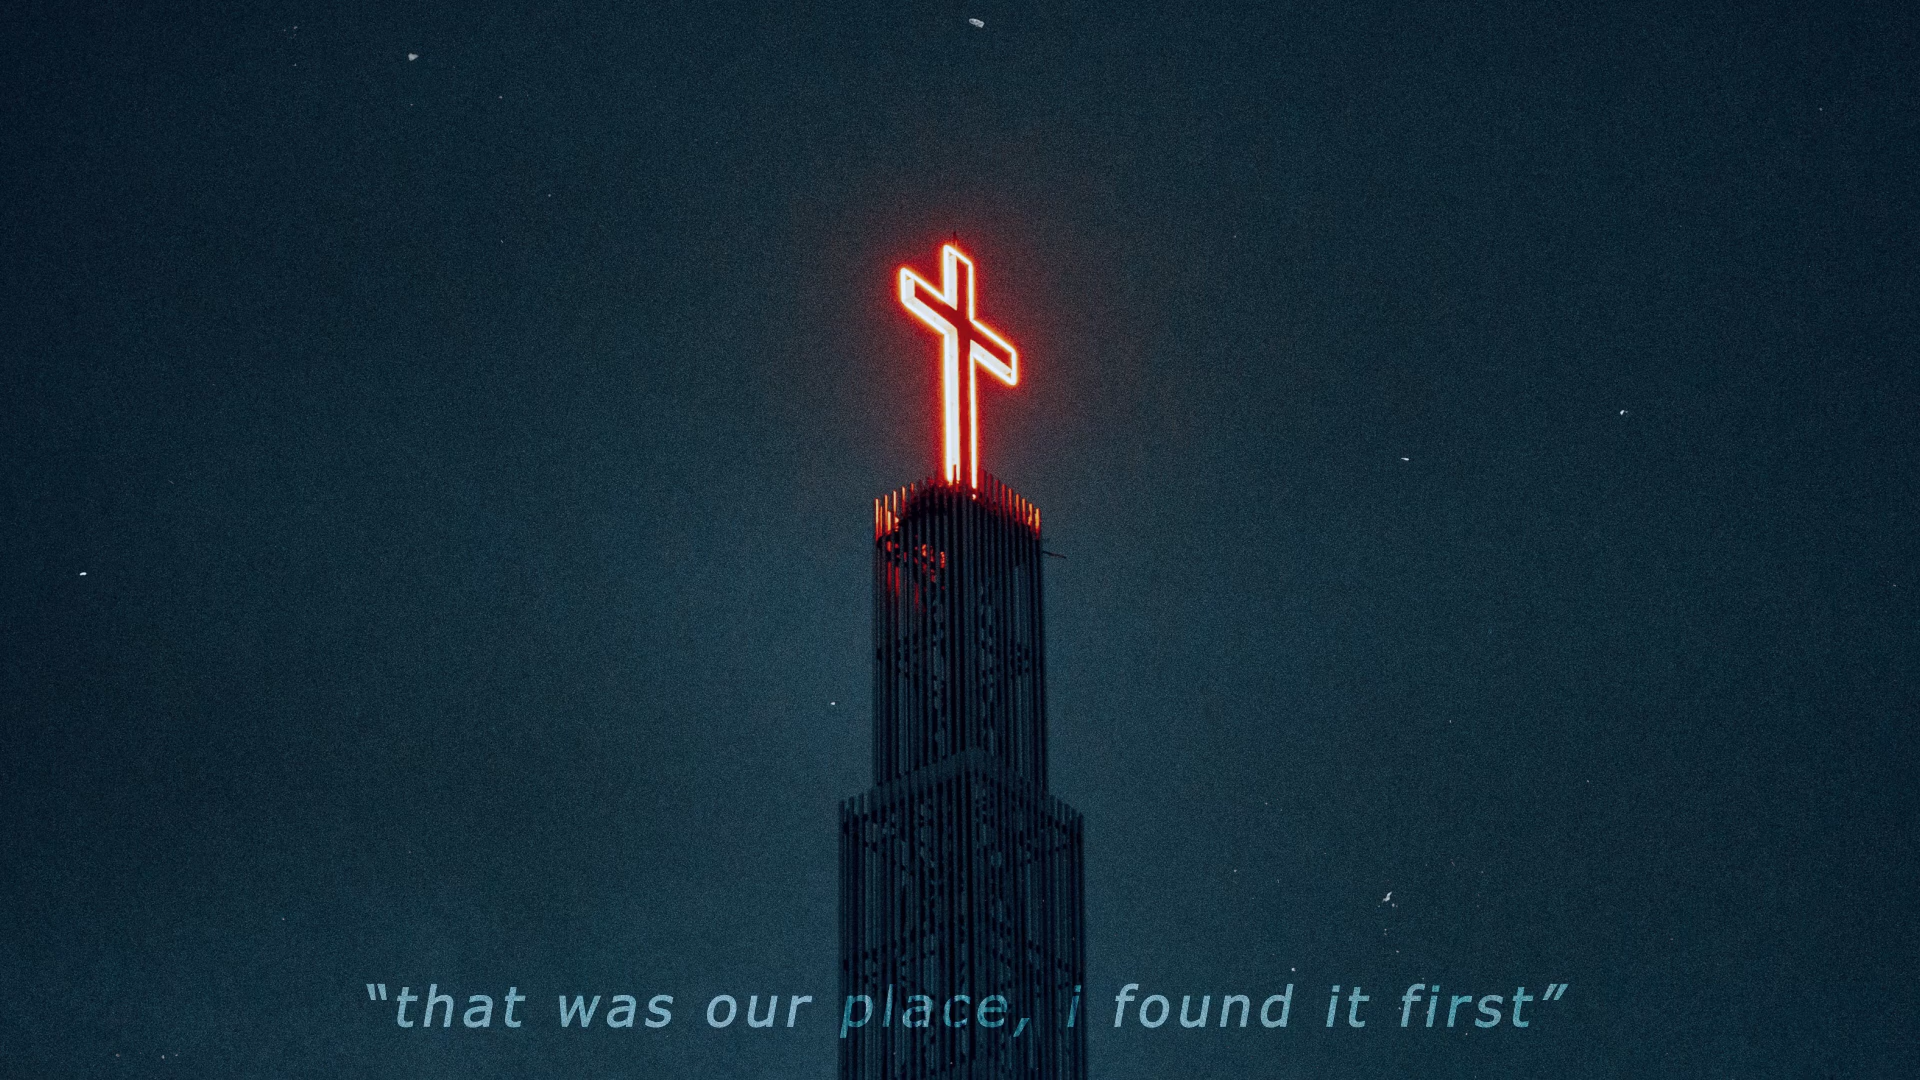 “that was our place, i found it first”